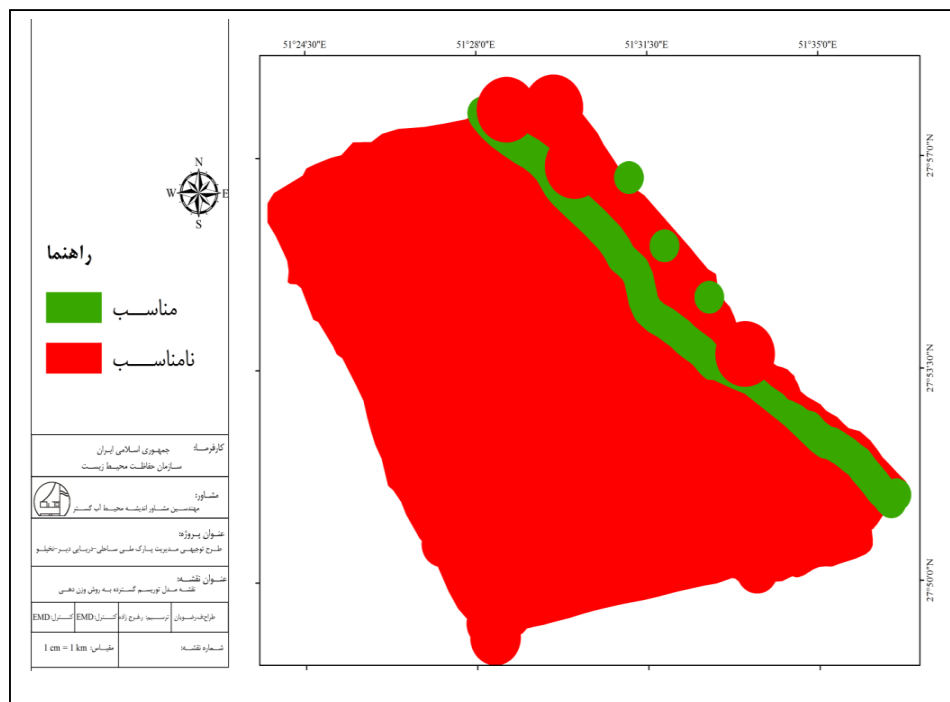 51°24'30"E 51°28'0"E 51°31'30"E 51°35'0"E
27°57'0"N
27°53'30"N
27°50'0"N
N
W E
S
راهنما
مناسب
نامناسب
کارفرما: جمهوری اسلامی ایران
سازمان حفاظت محیط زیست
مشاور:
مهندسین مشاور اندیشه محیط آب گستر
عنوان پروژه:
طرح توجیهی مدیریت پارک ملی ساحلی-دریایی دیر-نخیلو
عنوان نقشه:
نقشه مدل توریسم گسترده به روش وزن دهی
ترسیم: کنترل:EMD کنترل:EMD
شماره نقشه: مقیاس: 1 cm = 1 km